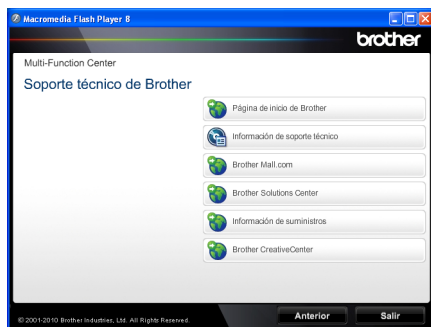 Macromedia Flash Player 8
brother
Multi-Function Center
Soporte técnico de Brother
Página de inicio de Brother
Información de soporte técnico
Brother Mall.com
Brother Solutions Center
Información de suministros
Brother CreativeCenter
© 2001-2010 Brother Industries, Ltd. All Rights Reserved.
Anterior
Salir